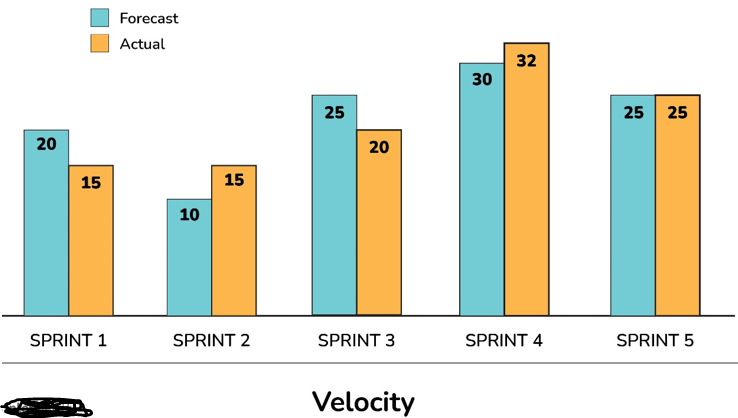 Forecast
Actual
20
15
10
15
25
20
30
32
25
25
SPRINT 1
SPRINT 2
SPRINT 3
SPRINT 4
SPRINT 5
Velocity